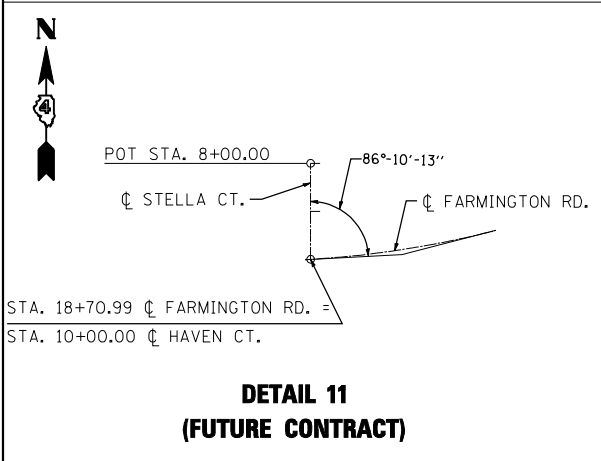 N
4
POT STA. 8+00.00
86°-10'-13''
℄ STELLA CT.
℄ FARMINGTON RD.
STA. 18+70.99 ℄ FARMINGTON RD. =
STA. 10+00.00 ℄ HAVEN CT.
DETAIL 11
(FUTURE CONTRACT)